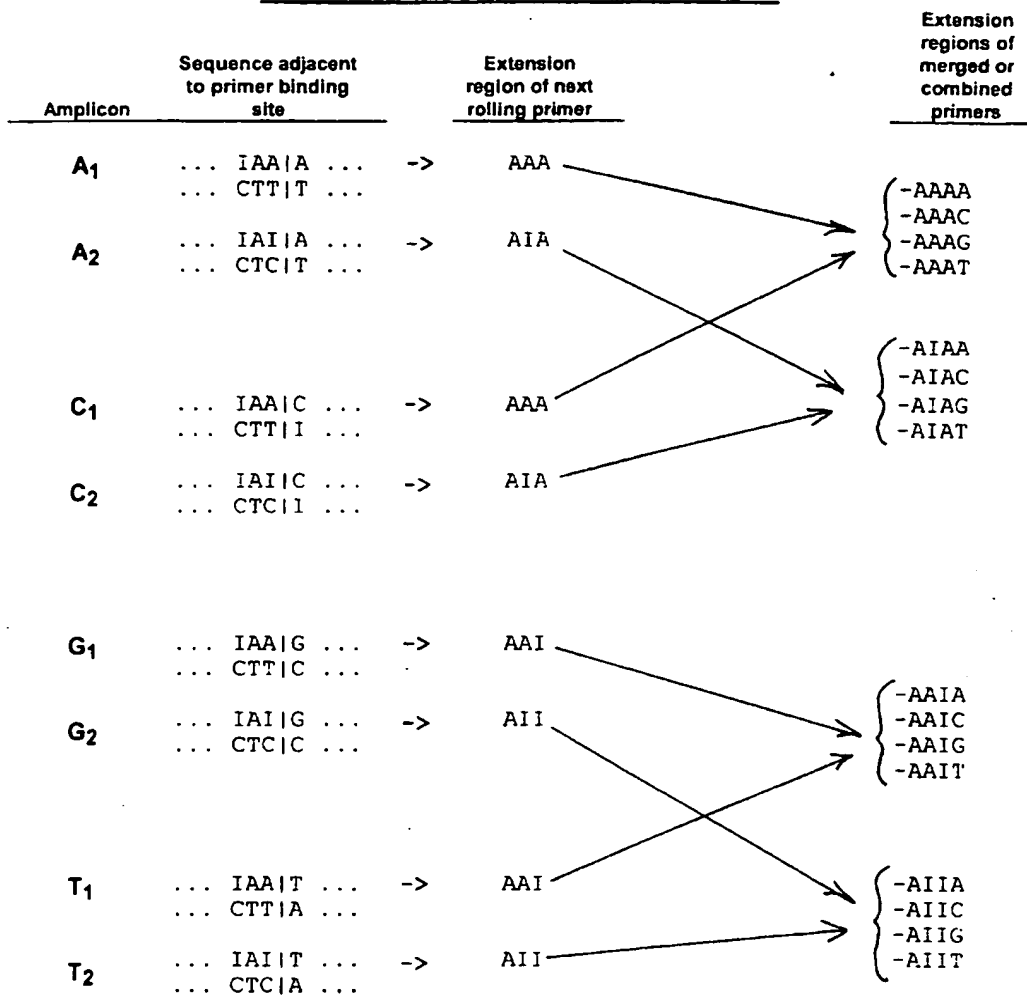 Extension
regions of
merged or
combined
primers
Sequence adjacent
to primer binding
site
Extension
region of next
rolling primer
Amplicon
A1 ... IAA|A ... -> AAA
... CTT|T ...
-AAAA
-AAAC
-AAAG
-AAAT
A2 ... IAI|A ... -> AIA
... CTC|T ...
-AIAA
-AIAC
-AIAG
-AIAT
C1 ... IAA|C ... -> AAA
... CTT|I ...
C2 ... IAI|C ... -> AIA
... CTC|I ...
G1 ... IAA|G ... -> AAI
... CTT|C ...
-AAIA
-AAIC
-AAIG
-AAIT
G2 ... IAI|G ... -> AII
... CTC|C ...
T1 ... IAA|T ... -> AAI
... CTT|A ...
-AIIA
-AIIC
-AIIG
-AIIT
T2 ... IAI|T ... -> AII
... CTC|A ...